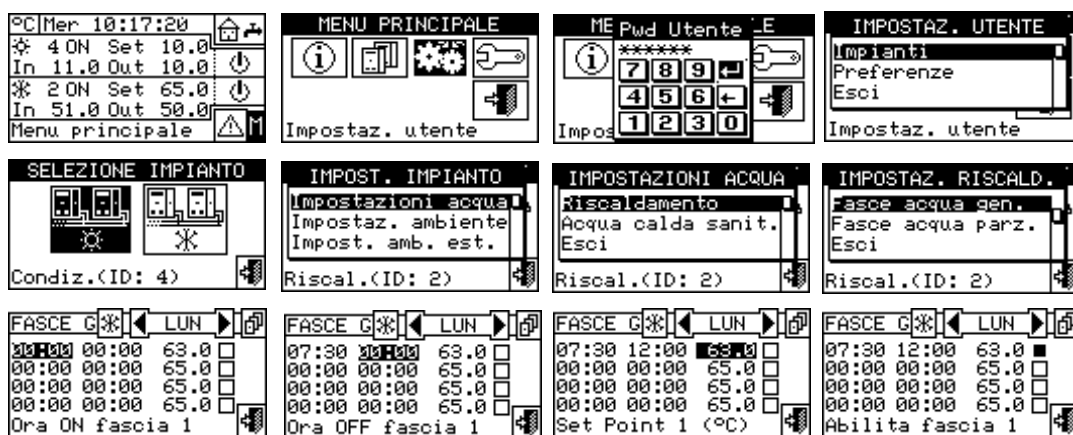 °C|Mer 10:17:20
4 ON Set 10.0
In 11.0 Out 10.0
2 ON Set 65.0
In 51.0 Out 50.0
Menu principale
M
MENU PRINCIPALE
i
Impostaz. utente
ME
LE
Pwd Utente
******
i
7 8 9
4 5 6
1 2 3 0
Impos
IMPOSTAZ. UTENTE
Impianti
Preferenze
Esci
Impostaz. utente
SELEZIONE IMPIANTO
Condiz.(ID: 4)
IMPOST. IMPIANTO
Impostazioni acqua
Impostaz. ambiente
Impost. amb. est.
Riscal.(ID: 2)
IMPOSTAZIONI ACQUA
Riscaldamento
Acqua calda sanit.
Esci
Riscal.(ID: 2)
IMPOSTAZ. RISCALD.
Fasce acqua gen.
Fasce acqua parz.
Esci
Riscal.(ID: 2)
FASCE G LUN
00:00 00:00 63.0
00:00 00:00 65.0
00:00 00:00 65.0
00:00 00:00 65.0
Ora ON fascia 1
FASCE G LUN
07:30 00:00 63.0
00:00 00:00 65.0
00:00 00:00 65.0
00:00 00:00 65.0
Ora OFF fascia 1
FASCE G LUN
07:30 12:00 63.0
00:00 00:00 65.0
00:00 00:00 65.0
00:00 00:00 65.0
Set Point 1 (°C)
FASCE G LUN
07:30 12:00 63.0
00:00 00:00 65.0
00:00 00:00 65.0
00:00 00:00 65.0
Abilita fascia 1